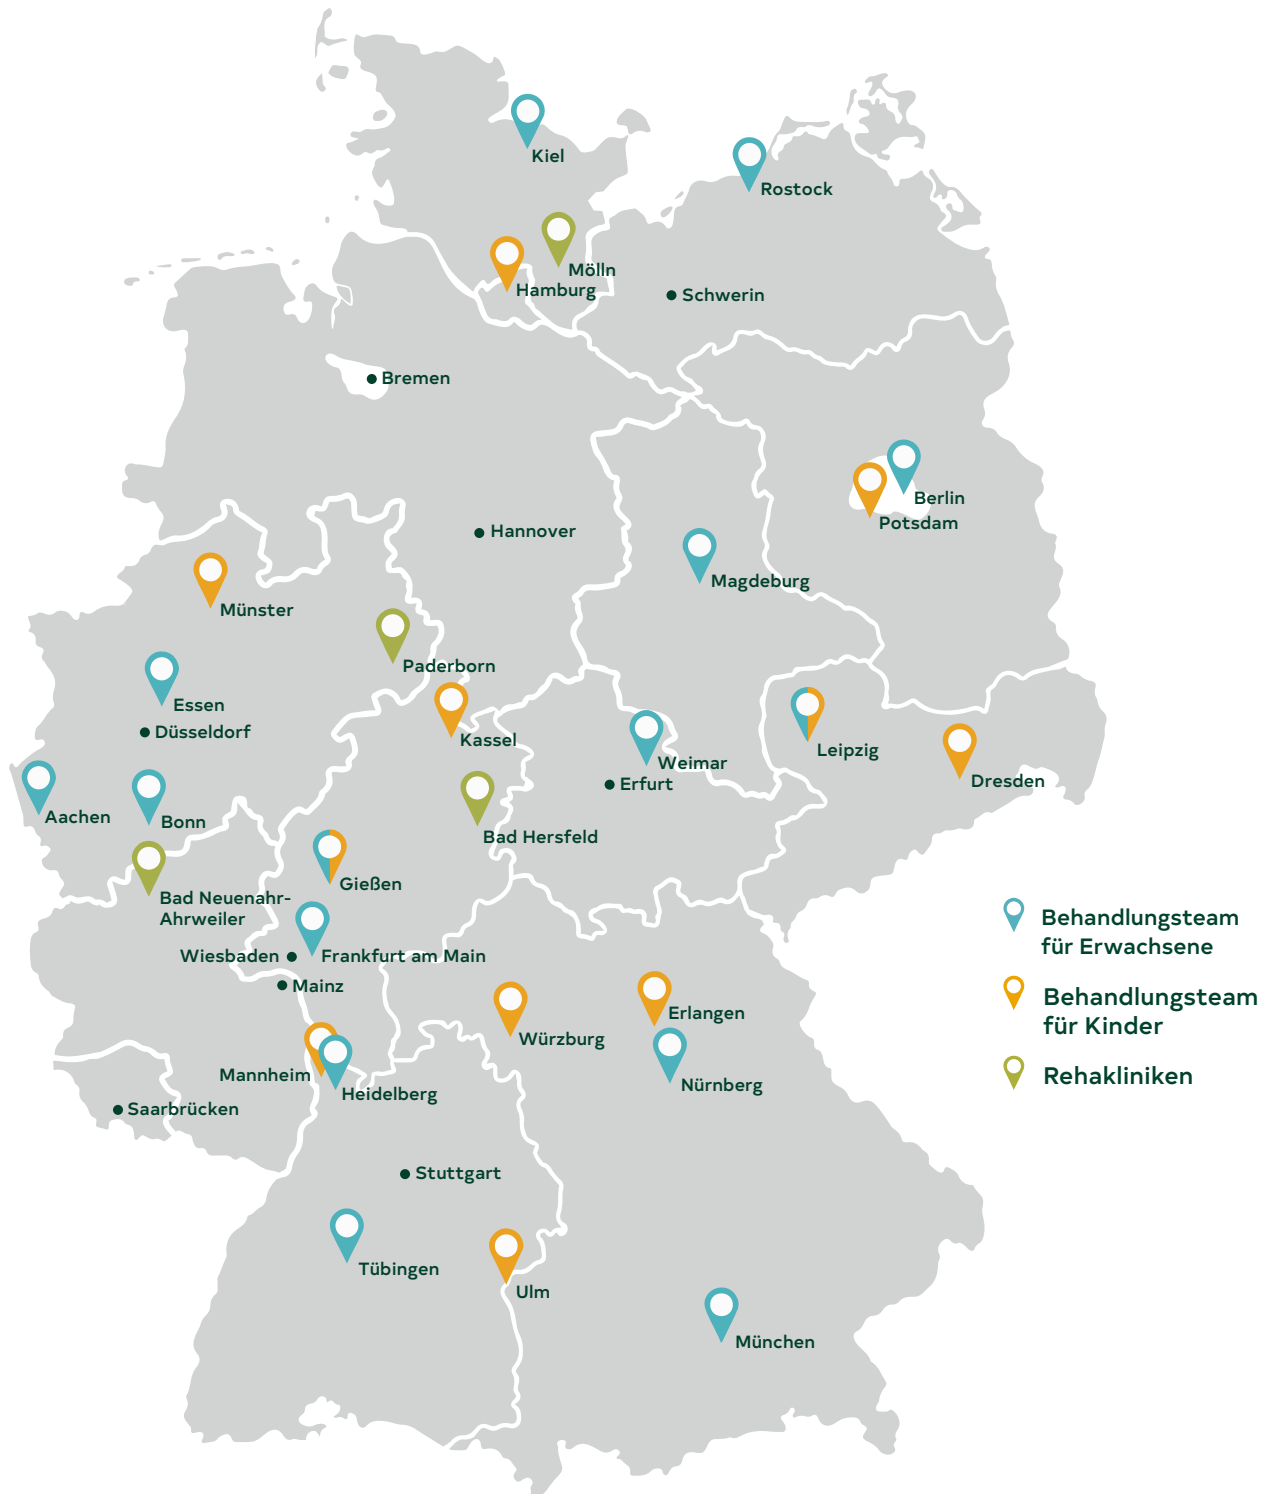 Kiel
Rostock
Mölln
Hamburg
Schwerin
Bremen
Berlin
Potsdam
Hannover
Magdeburg
Münster
Paderborn
Essen
Düsseldorf
Kassel
Leipzig
Weimar
Dresden
Erfurt
Aachen
Bonn
Bad Hersfeld
Gießen
Bad Neuenahr-
Ahrweiler
Behandlungsteam
für Erwachsene
Wiesbaden
Frankfurt am Main
Mainz
Behandlungsteam
für Kinder
Erlangen
Würzburg
Mannheim
Rehakliniken
Nürnberg
Heidelberg
Saarbrücken
Stuttgart
Tübingen
Ulm
München